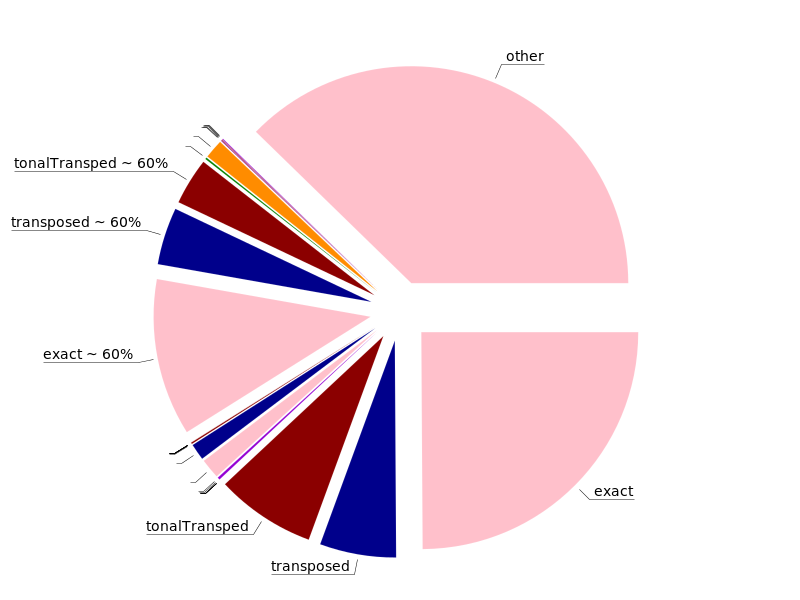 other
tonalTransped ~ 60%
transposed ~ 60%
exact ~ 60%
exact
tonalTransped
transposed